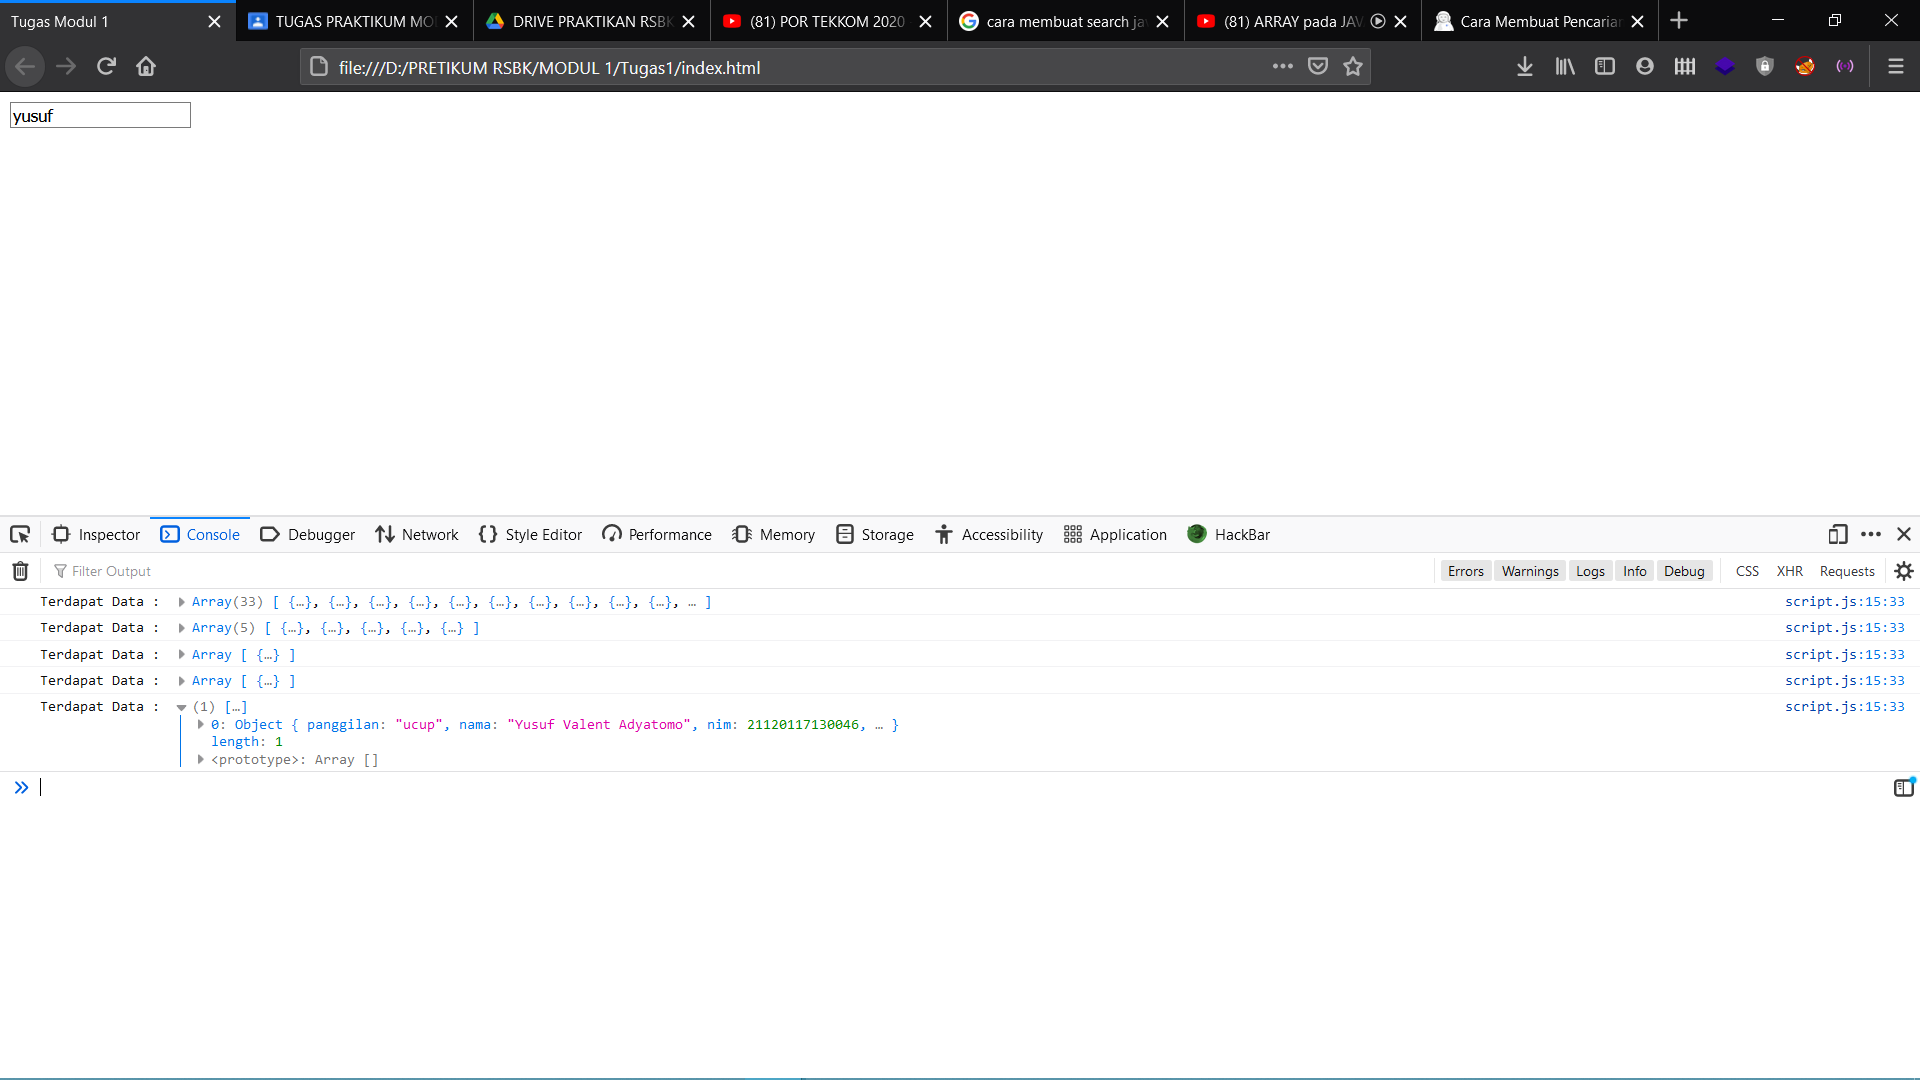 Tugas Modul 1
TUGAS PRAKTIKUM MO
DRIVE PRAKTIKAN RSBK
(81) POR TEKKOM 2020
cara membuat search ja
(81) ARRAY pada JAV
Cara Membuat Pencarian
file:///D:/PRETIKUM RSBK/MODUL 1/Tugas1/index.html
yusuf
Inspector
Console
Debugger
Network
{} Style Editor
Performance
Memory
Storage
Accessibility
Application
HackBar
Filter Output
Errors
Warnings
Logs
Info
Debug
CSS
XHR
Requests
Terdapat Data : Array(33) [ {…}, {…}, {…}, {…}, {…}, {…}, {…}, {…}, {…}, {…}, … ] script.js:15:33
Terdapat Data : Array(5) [ {…}, {…}, {…}, {…}, {…} ] script.js:15:33
Terdapat Data : Array [ {…} ] script.js:15:33
Terdapat Data : Array [ {…} ] script.js:15:33
Terdapat Data : (1) […] script.js:15:33
0: Object { panggilan: "ucup", nama: "Yusuf Valent Adyatomo", nim: 21120117130046, … }
length: 1
<prototype>: Array []